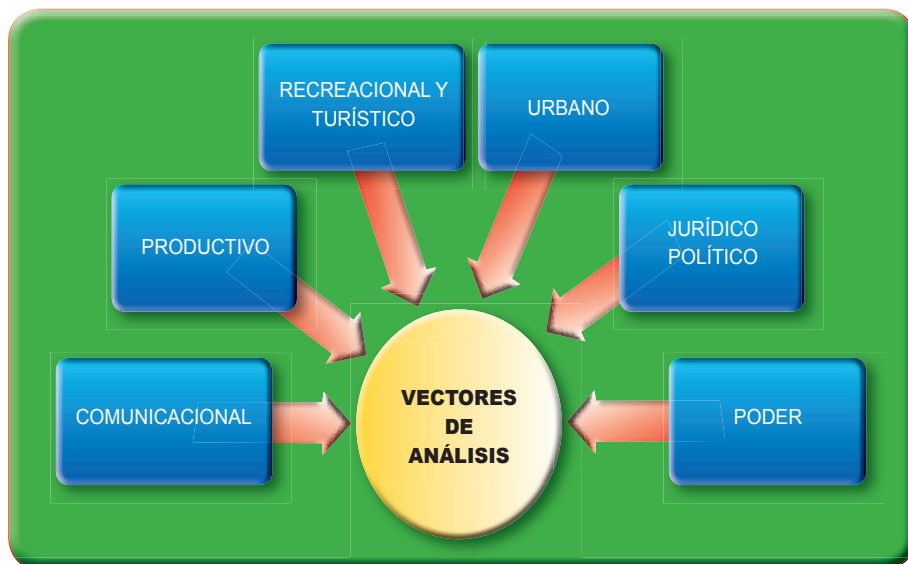 RECREACIONAL Y
TURÍSTICO
URBANO
PRODUCTIVO
JURÍDICO
POLÍTICO
COMUNICACIONAL
VECTORES
DE
ANÁLISIS
PODER